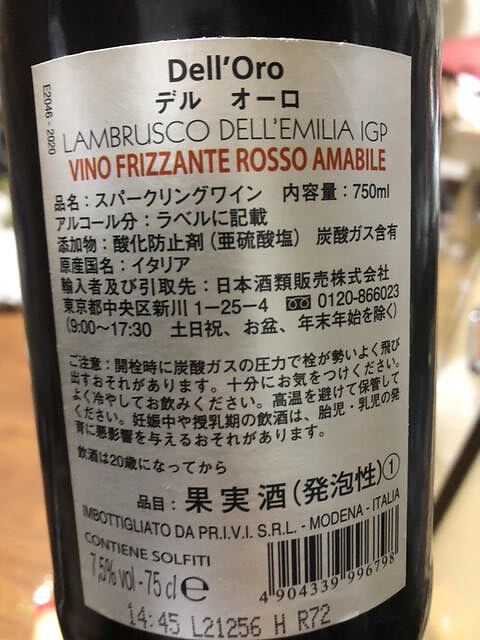 E2046 - 2020
Dell'Oro
デル オーロ
LAMBRUSCO DELL'EMILIA IGP
VINO FRIZZANTE ROSSO AMABILE
品名：スパークリングワイン 内容量：750ml
アルコール分：ラベルに記載
添加物：酸化防止剤（亜硫酸塩） 炭酸ガス含有
原産国名：イタリア
輸入者及び引取先：日本酒類販売株式会社
東京都中央区新川 1−25−4 0120-866023
（9:00〜17:30 土日祝、お盆、年末年始を除く）
ご注意：開栓時に炭酸ガスの圧力で栓が勢いよく飛び
出すおそれがあります。十分にお気をつけください。
よく冷やしてお飲みください。高温を避けて保管して
ください。妊娠中や授乳期の飲酒は、胎児・乳児の発
育に悪影響を与えるおそれがあります。
飲酒は20歳になってから
品目：果実酒（発泡性）①
IMBOTTIGLIATO DA PR.I.V.I. S.R.L. - MODENA - ITALIA
CONTIENE SOLFITI
7,5% vol - 75 cl e
4 904339 996798
14:45 L21256 H R72